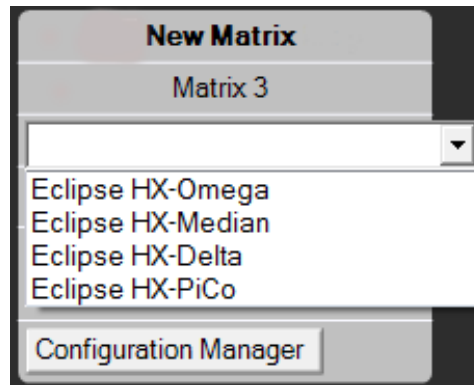 New Matrix
Matrix 3
Eclipse HX-Omega
Eclipse HX-Median
Eclipse HX-Delta
Eclipse HX-PiCo
Configuration Manager